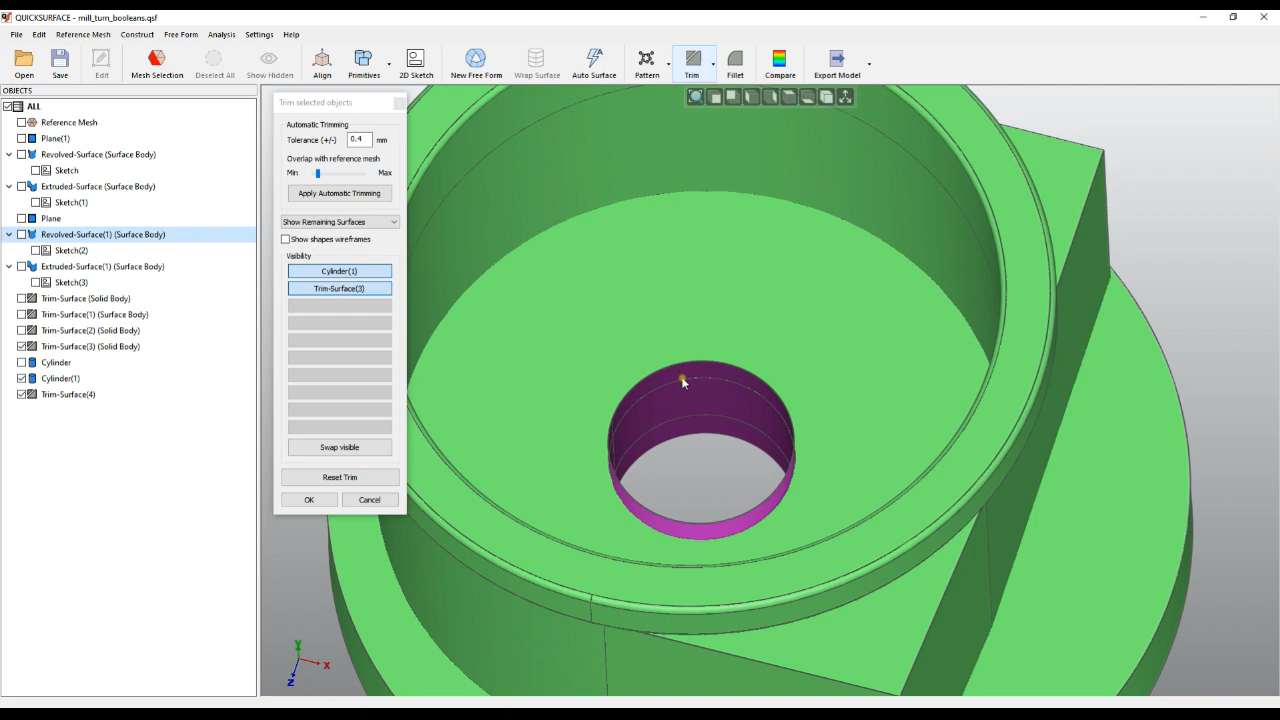 QUICKSURFACE - mill_turn_booleans.qsf
File Edit Reference Mesh Construct Free Form Analysis Settings Help
Open Save Edit Mesh Selection Deselect All Show Hidden Align Primitives 2D Sketch New Free Form Wrap Surface Auto Surface Pattern Trim Fillet Compare Export Model
OBJECTS
ALL
Reference Mesh
Plane(1)
Revolved-Surface (Surface Body)
Sketch
Extruded-Surface (Surface Body)
Sketch(1)
Plane
Revolved-Surface(1) (Surface Body)
Sketch(2)
Extruded-Surface(1) (Surface Body)
Sketch(3)
Trim-Surface (Solid Body)
Trim-Surface(1) (Surface Body)
Trim-Surface(2) (Solid Body)
Trim-Surface(3) (Solid Body)
Cylinder
Cylinder(1)
Trim-Surface(4)
Trim selected objects
Automatic Trimming
Tolerance (+/-) 0.4 mm
Overlap with reference mesh
Min Max
Apply Automatic Trimming
Show Remaining Surfaces
Show shapes wireframes
Visibility
Cylinder(1)
Trim-Surface(3)
Swap visible
Reset Trim
OK Cancel
Y
X
Z